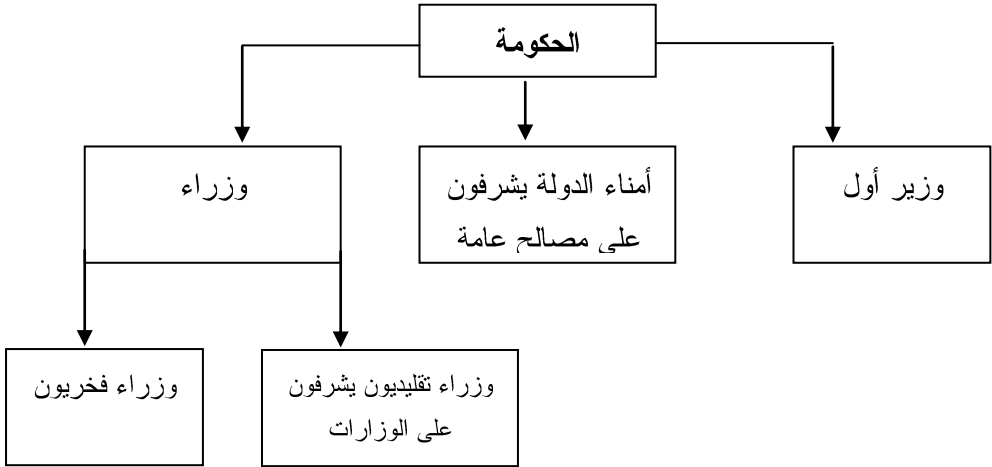 الحكومة
وزير أول
أمناء الدولة يشرفون
على مصالح عامة
وزراء
وزراء تقليديون يشرفون
على الوزارات
وزراء فخريون